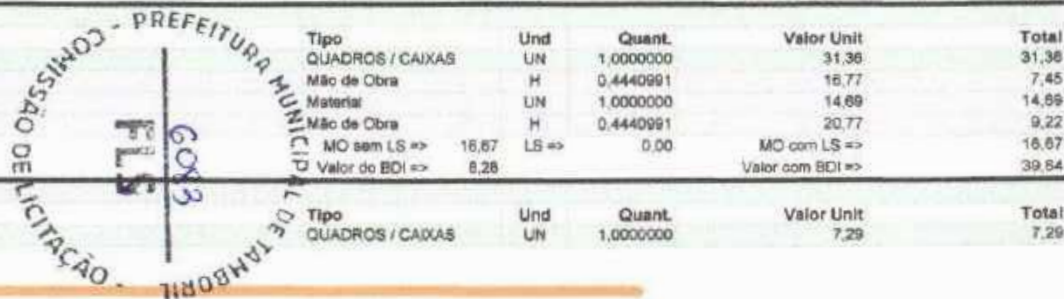 COMISSÃO DE LICITAÇÃO - PREFEITURA MUNICIPAL DE TAMBORIL -
FLS
6083
Tipo Und Quant. Valor Unit Total
QUADROS / CAIXAS UN 1,0000000 31,36 31,36
Mão de Obra H 0,4440991 16,77 7,45
Material UN 1,0000000 14,69 14,69
Mão de Obra H 0,4440991 20,77 9,22
MO sem LS => 16,67 LS => 0,00 MO com LS => 16,67
Valor do BDI => 8,28 Valor com BDI => 39,64
Tipo Und Quant. Valor Unit Total
QUADROS / CAIXAS UN 1,0000000 7,29 7,29